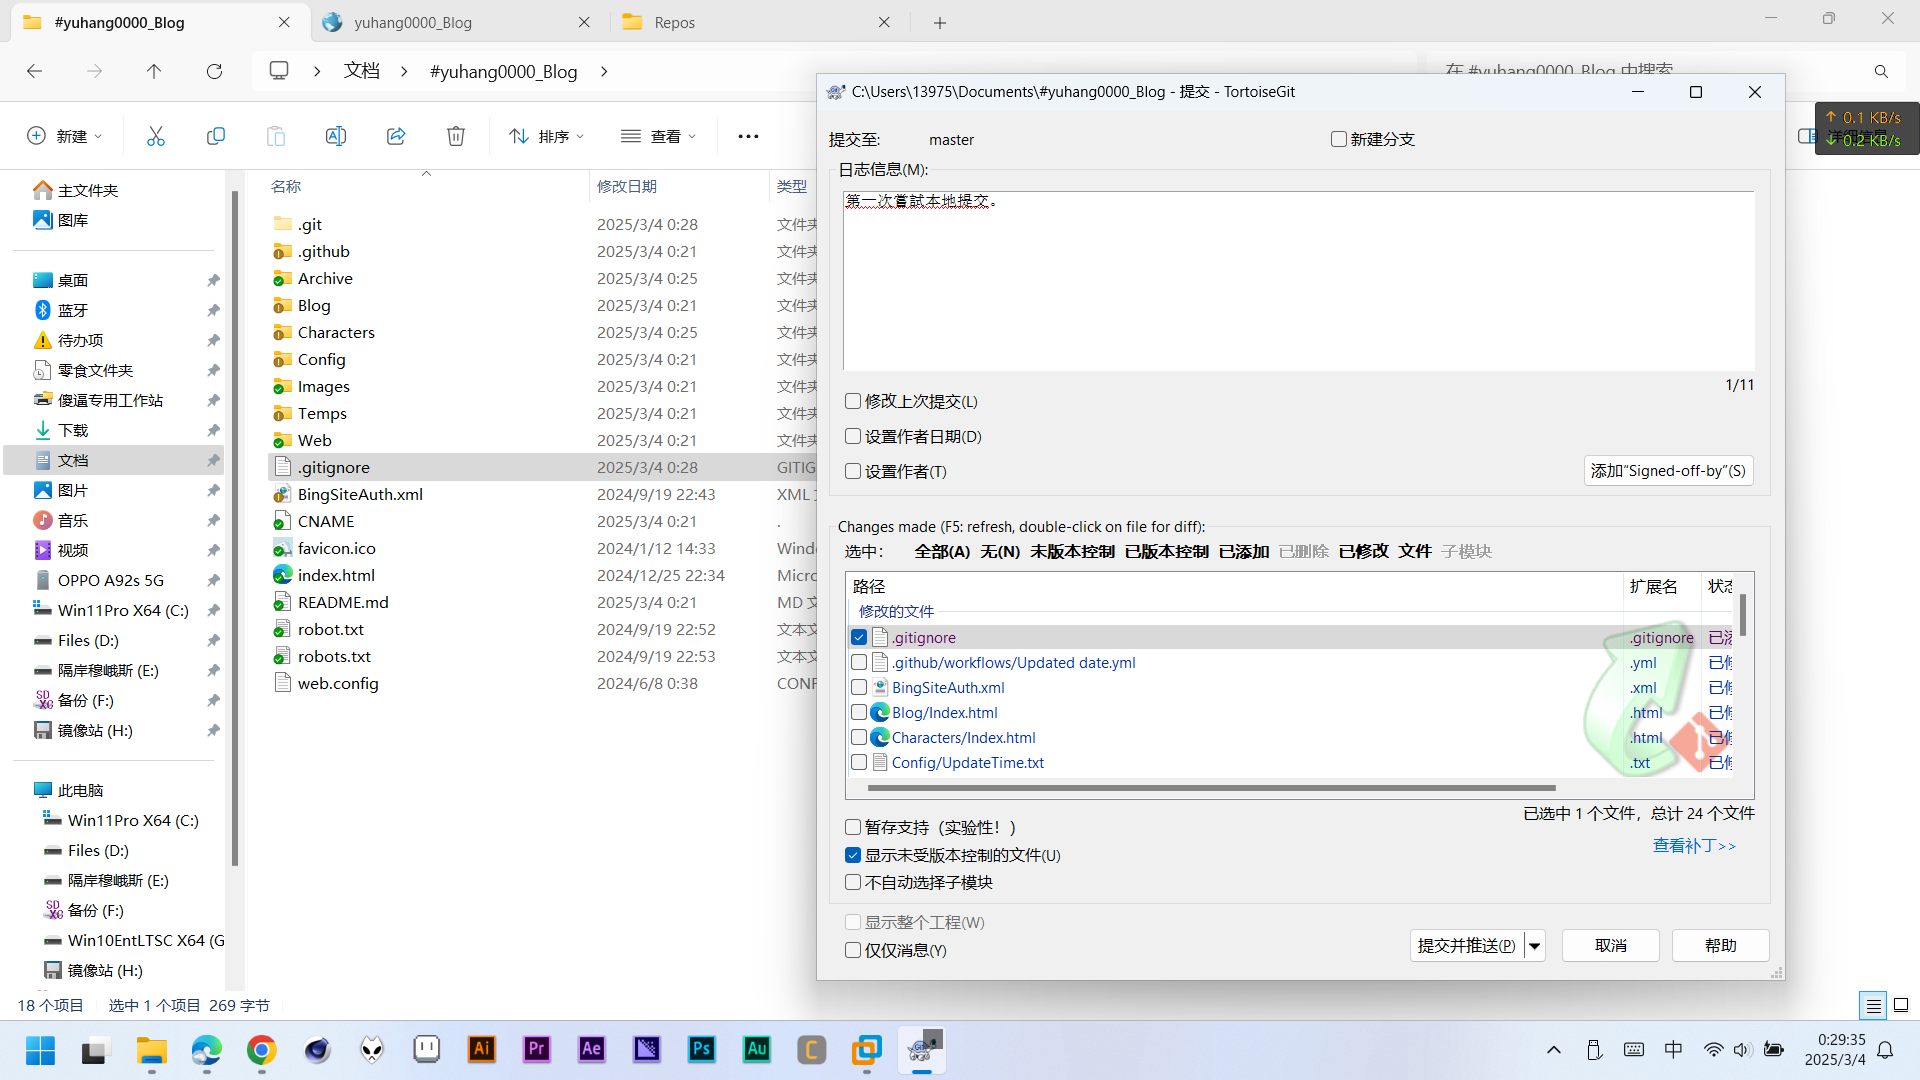 #yuhang0000_Blog
yuhang0000_Blog
Repos
文档
#yuhang0000_Blog
在 #yuhang0000_Blog 中搜索
新建
排序
查看
详细信息
↑ 0.1 KB/s
↓ 0.2 KB/s
主文件夹
图库
桌面
蓝牙
待办项
零食文件夹
傻逼专用工作站
下载
文档
图片
音乐
视频
OPPO A92s 5G
Win11Pro X64 (C:)
Files (D:)
隔岸穆峨斯 (E:)
备份 (F:)
镜像站 (H:)
此电脑
Win11Pro X64 (C:)
Files (D:)
隔岸穆峨斯 (E:)
备份 (F:)
Win10EntLTSC X64 (G
镜像站 (H:)
名称 修改日期 类型
.git 2025/3/4 0:28 文件夹
.github 2025/3/4 0:21 文件夹
Archive 2025/3/4 0:25 文件夹
Blog 2025/3/4 0:21 文件夹
Characters 2025/3/4 0:25 文件夹
Config 2025/3/4 0:21 文件夹
Images 2025/3/4 0:21 文件夹
Temps 2025/3/4 0:21 文件夹
Web 2025/3/4 0:21 文件夹
.gitignore 2025/3/4 0:28 GITIG
BingSiteAuth.xml 2024/9/19 22:43 XML
CNAME 2025/3/4 0:21 .
favicon.ico 2024/1/12 14:33 Windo
index.html 2024/12/25 22:34 Micro
README.md 2025/3/4 0:21 MD 文
robot.txt 2024/9/19 22:52 文本文
robots.txt 2024/9/19 22:53 文本文
web.config 2024/6/8 0:38 CONF
18 个项目 选中 1 个项目 269 字节
C:\Users\13975\Documents\#yuhang0000_Blog - 提交 - TortoiseGit
提交至: master
新建分支
日志信息(M):
第一次嘗試本地提交。
1/11
修改上次提交(L)
设置作者日期(D)
设置作者(T)
添加“Signed-off-by”(S)
Changes made (F5: refresh, double-click on file for diff):
选中: 全部(A) 无(N) 未版本控制 已版本控制 已添加 已删除 已修改 文件 子模块
路径 扩展名 状态
修改的文件
.gitignore .gitignore 已添
.github/workflows/Updated date.yml .yml 已修
BingSiteAuth.xml .xml 已修
Blog/Index.html .html 已修
Characters/Index.html .html 已修
Config/UpdateTime.txt .txt 已修
已选中 1 个文件，总计 24 个文件
查看补丁>>
暂存支持（实验性！）
显示未受版本控制的文件(U)
不自动选择子模块
显示整个工程(W)
仅仅消息(Y)
提交并推送(P)
取消
帮助
Ai
Pr
Ae
Ps
Au
C
中
0:29:35
2025/3/4